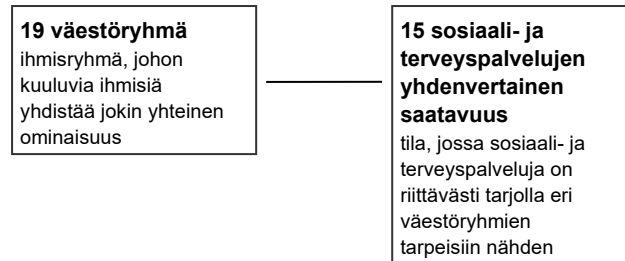 19 väestöryhmä
ihmisryhmä, johon
kuuluvia ihmisiä
yhdistää jokin yhteinen
ominaisuus
15 sosiaali- ja
terveyspalvelujen
yhdenvertainen
saatavuus
tila, jossa sosiaali- ja
terveyspalveluja on
riittävästi tarjolla eri
väestöryhmien
tarpeisiin nähden